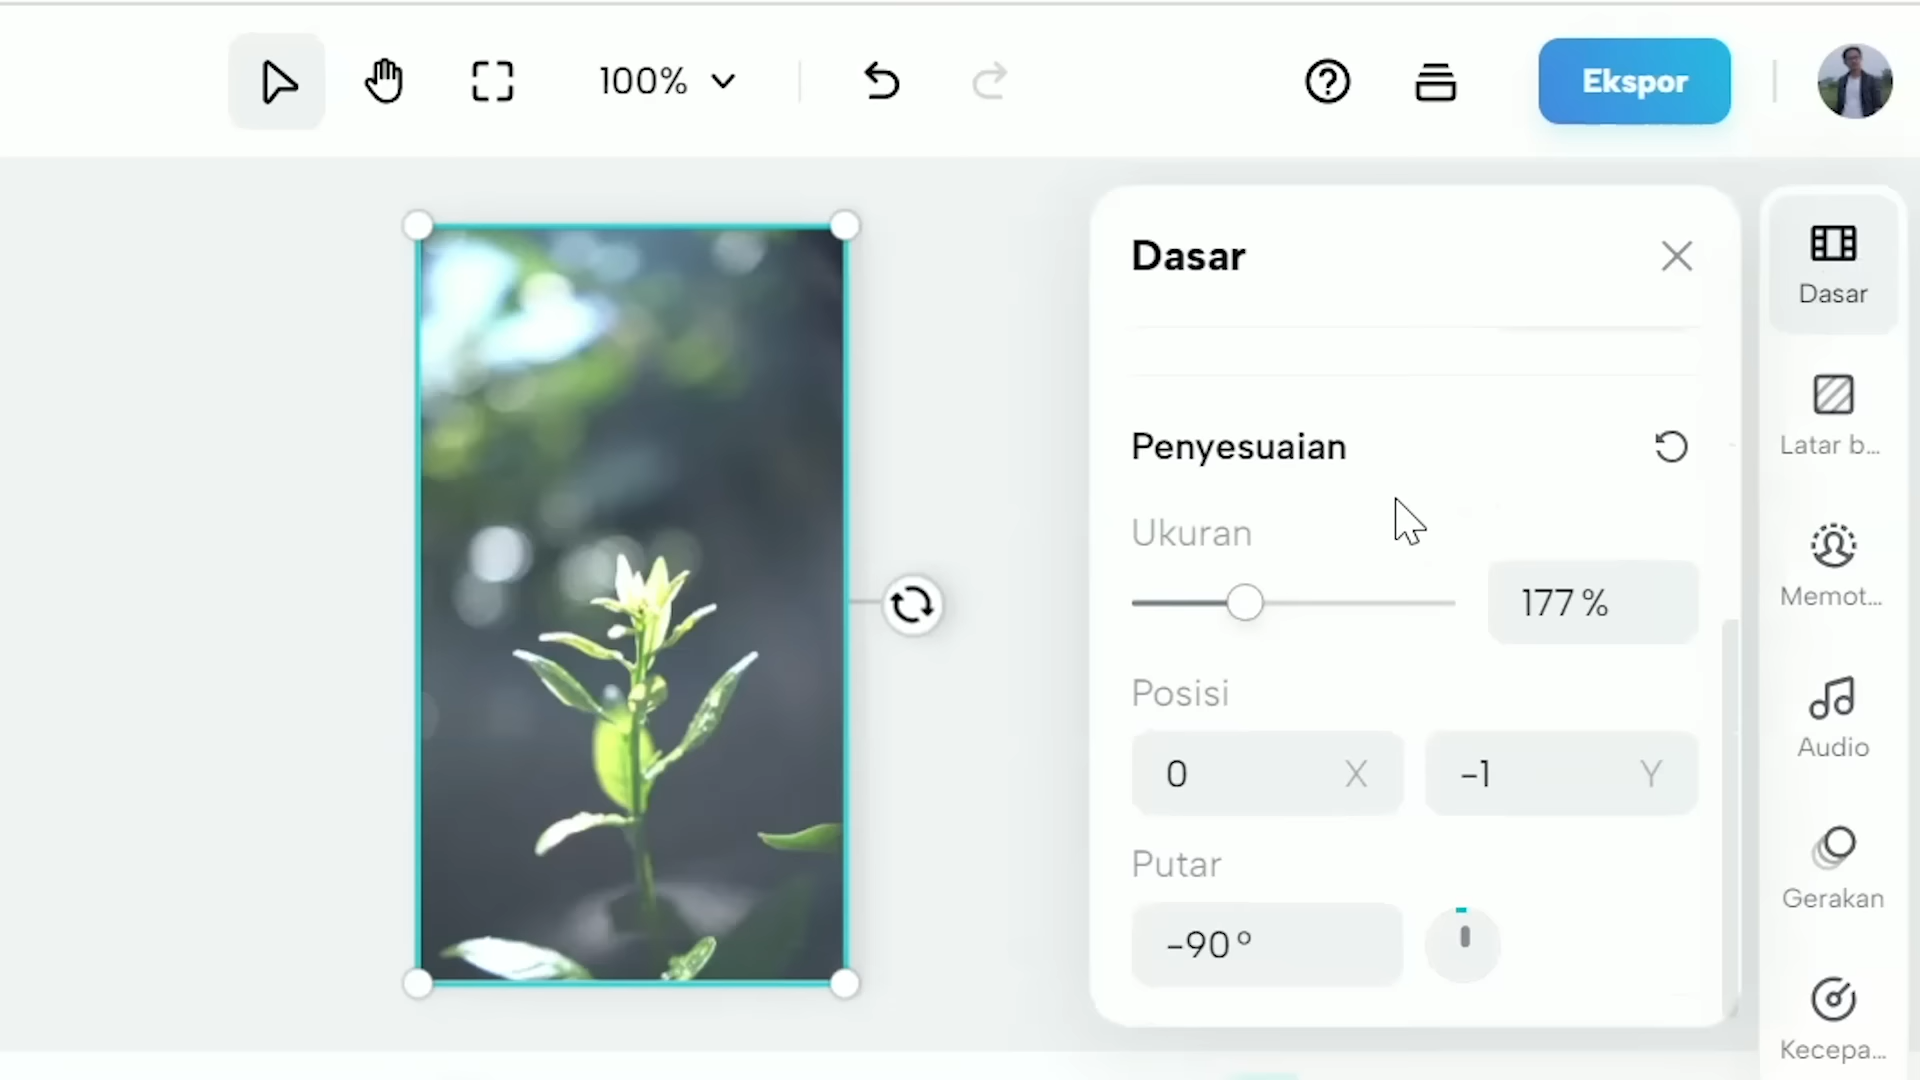 100%
Ekspor
Dasar
Dasar
Latar b...
Penyesuaian
Ukuran
177 %
Memot...
Posisi
0 X -1 Y
Audio
Putar
-90°
Gerakan
Kecepa...